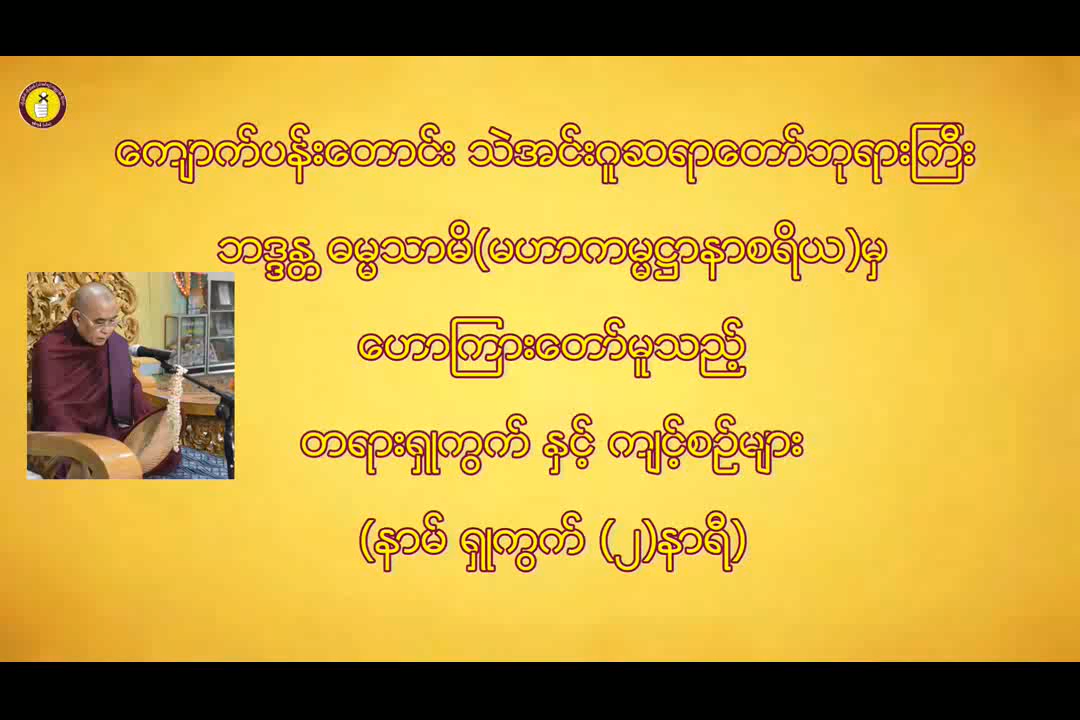 ကျောက်ပန်းတောင်း သဲအင်းဂူဆရာတော်ဘုရားကြီး
ဘဒ္ဒန္တ ဓမ္မသာမိ(မဟာကမ္မဋ္ဌာနာစရိယ)မှ
ဟောကြားတော်မူသည့်
တရားရှုကွက် နှင့် ကျင့်စဉ်များ
(နာမ် ရှုကွက် (၂)နာရီ)